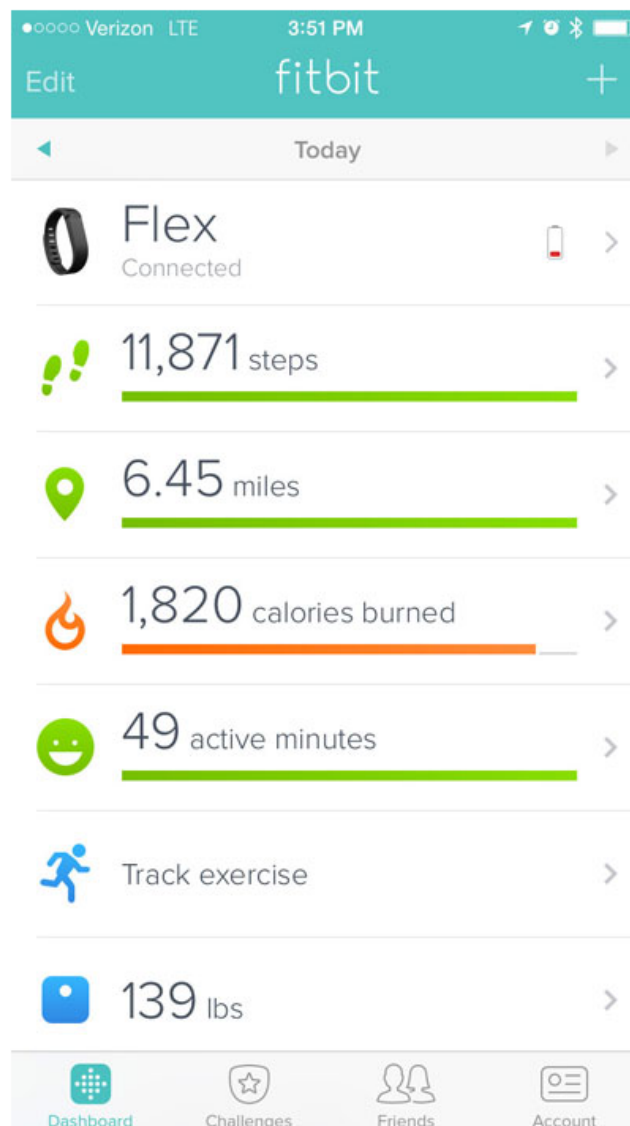 Verizon LTE 3:51 PM
Edit fitbit +
Today
Flex
Connected
11,871 steps
6.45 miles
1,820 calories burned
49 active minutes
Track exercise
139 lbs
Dashboard Challenges Friends Account